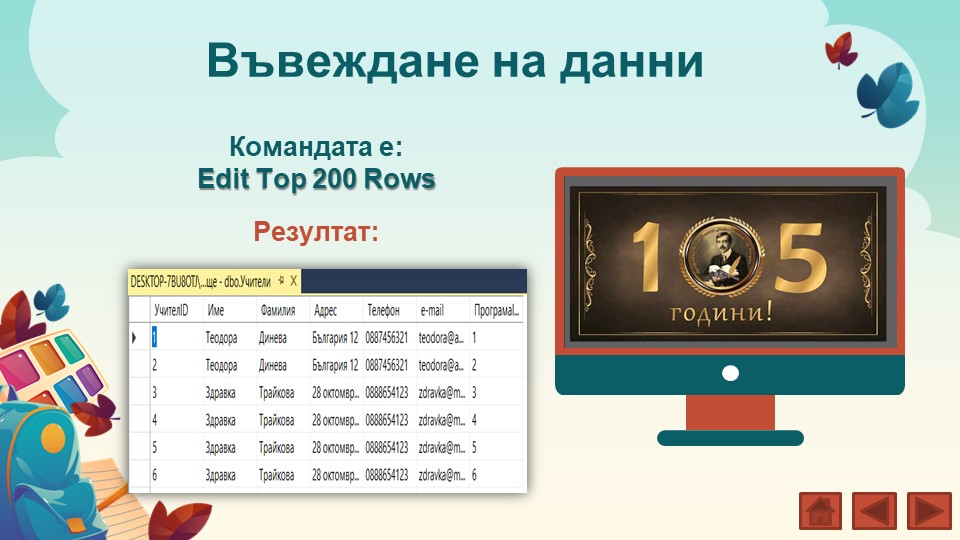 Въвеждане на данни
Командата е:
Edit Top 200 Rows
Резултат:
DESKTOP-7BU8OTJ\...ще - dbo.Учители X
УчителID Име Фамилия Адрес Телефон e-mail Програмаl...
1 Теодора Динева България 12 0887456321 teodora@a... 1
2 Теодора Динева България 12 0887456321 teodora@a... 2
3 Здравка Трайкова 28 октомвр... 0888654123 zdravka@m... 3
4 Здравка Трайкова 28 октомвр... 0888654123 zdravka@m... 4
5 Здравка Трайкова 28 октомвр... 0888654123 zdravka@m... 5
6 Здравка Трайкова 28 октомвр... 0888654123 zdravka@m... 6
105
години!